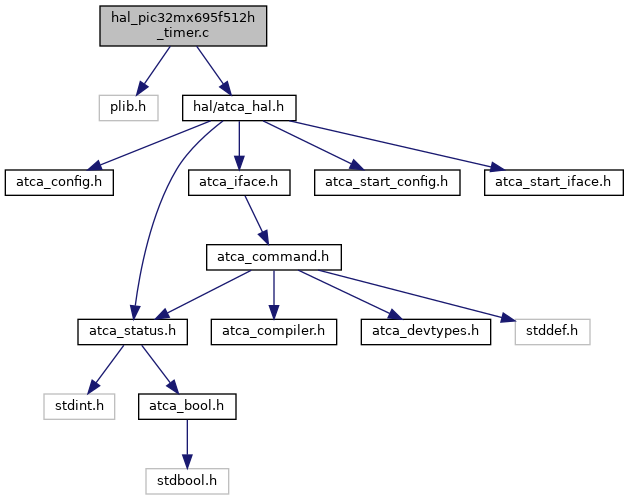 hal_pic32mx695f512h
_timer.c
plib.h
hal/atca_hal.h
atca_config.h
atca_iface.h
atca_start_config.h
atca_start_iface.h
atca_command.h
atca_status.h
atca_compiler.h
atca_devtypes.h
stddef.h
stdint.h
atca_bool.h
stdbool.h